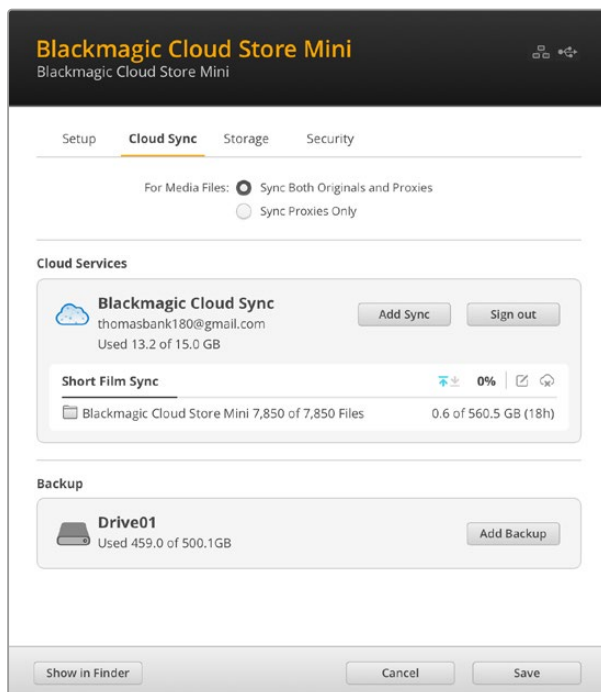 Blackmagic Cloud Store Mini
Blackmagic Cloud Store Mini
Setup Cloud Sync Storage Security
For Media Files: Sync Both Originals and Proxies
Sync Proxies Only
Cloud Services
Blackmagic Cloud Sync
thomasbank180@gmail.com
Used 13.2 of 15.0 GB
Add Sync Sign out
Short Film Sync 0%
Blackmagic Cloud Store Mini 7,850 of 7,850 Files 0.6 of 560.5 GB (18h)
Backup
Drive01
Used 459.0 of 500.1GB
Add Backup
Show in Finder Cancel Save